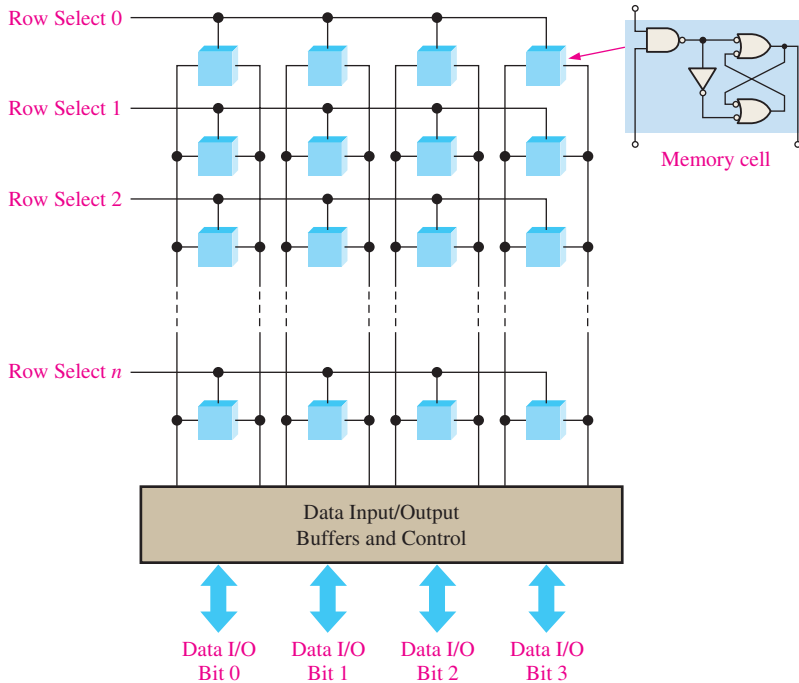 Row Select 0
Row Select 1
Memory cell
Row Select 2
Row Select n
Data Input/Output
Buffers and Control
Data I/O
Bit 0
Data I/O
Bit 1
Data I/O
Bit 2
Data I/O
Bit 3